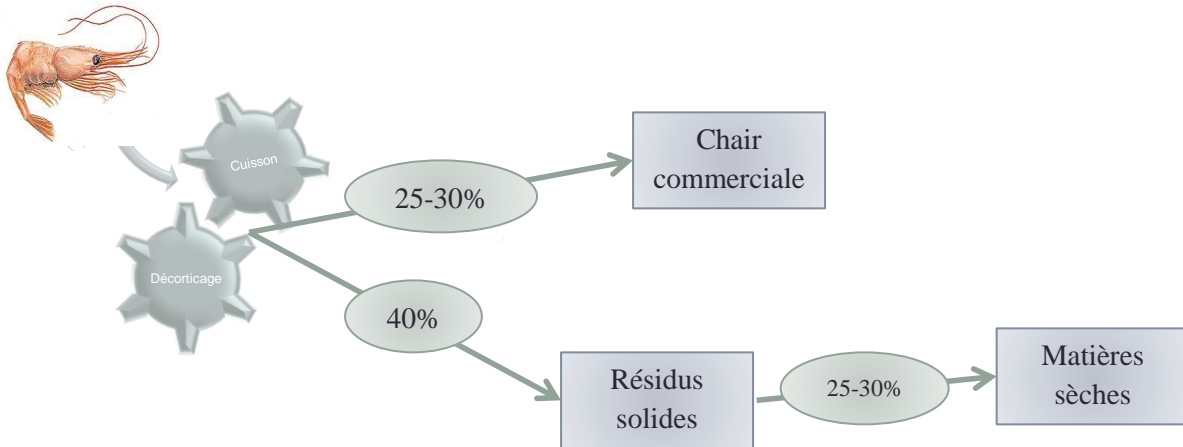 Cuisson
Décorticage
25-30%
Chair
commerciale
40%
Résidus
solides
25-30%
Matières
sèches